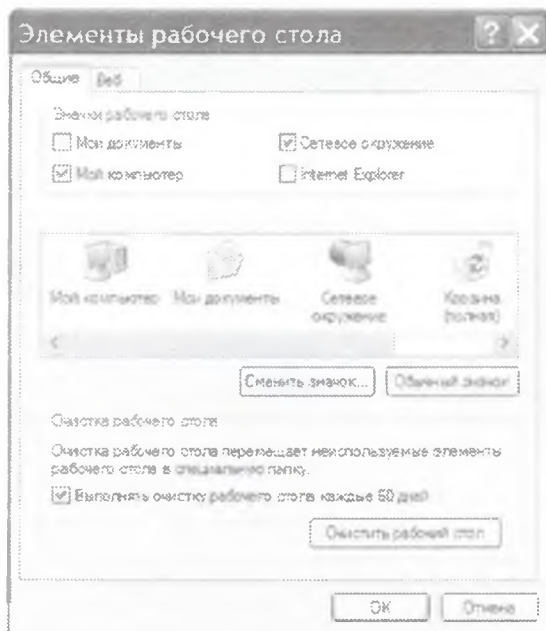 Элементы рабочего стола
Общие Веб
Значки рабочего стола
Мои документы
Сетевое окружение
Мой компьютер
Internet Explorer
Мой компьютер
Мои документы
Сетевое окружение
Корзина (полная)
Сменить значок...
Обычный значок
Очистка рабочего стола
Очистка рабочего стола перемещает неиспользуемые элементы
рабочего стола в специальную папку.
Выполнять очистку рабочего стола каждые 60 дней
Очистить рабочий стол
ОК
Отмена